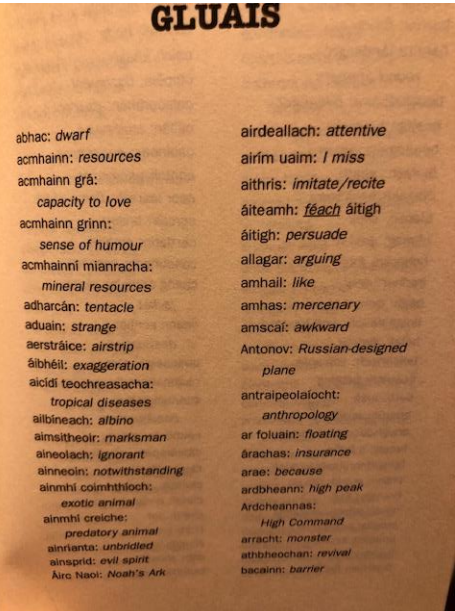 GLUAIS
abhac: dwarf
acmhainn: resources
acmhainn grá:
capacity to love
acmhainn grinn:
sense of humour
acmhainní mianracha:
mineral resources
adharcán: tentacle
aduain: strange
aerstráice: airstrip
áibhéil: exaggeration
aicídí teochreasacha:
tropical diseases
ailbíneach: albino
aimsitheoir: marksman
aineolach: ignorant
ainneoin: notwithstanding
ainmhí coimhthíoch:
exotic animal
ainmhí creiche:
predatory animal
ainrianta: unbridled
ainsprid: evil spirit
Áirc Naoi: Noah's Ark
airdeallach: attentive
airím uaim: I miss
aithris: imitate/recite
áiteamh: féach áitigh
áitigh: persuade
allagar: arguing
amhail: like
amhas: mercenary
amscaí: awkward
Antonov: Russian-designed
plane
antraipeolaíocht:
anthropology
ar foluain: floating
árachas: insurance
arae: because
ardbheann: high peak
Ardcheannas:
High Command
arracht: monster
athbheochan: revival
bacainn: barrier